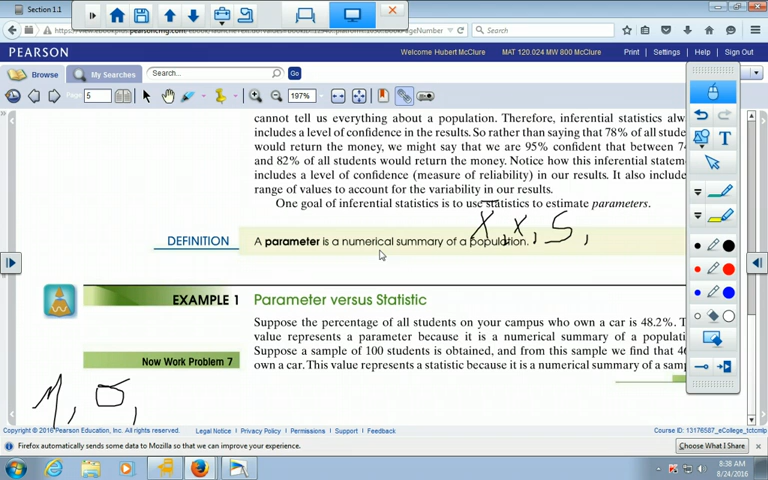 Section 1.1
Search
PEARSON
Welcome Hubert McClure MAT 120.024 MW 800 McClure Print Settings Help Sign Out
Browse My Searches Search... Go
Page 5 197%
cannot tell us everything about a population. Therefore, inferential statistics alw
includes a level of confidence in the results. So rather than saying that 78% of all stude
would return the money, we might say that we are 95% confident that between 74
and 82% of all students would return the money. Notice how this inferential stateme
includes a level of confidence (measure of reliability) in our results. It also include
range of values to account for the variability in our results.
One goal of inferential statistics is to use statistics to estimate parameters.
x̄, x, S,
DEFINITION A parameter is a numerical summary of a population.
EXAMPLE 1 Parameter versus Statistic
Suppose the percentage of all students on your campus who own a car is 48.2%. T
value represents a parameter because it is a numerical summary of a populati
Suppose a sample of 100 students is obtained, and from this sample we find that 46
own a car. This value represents a statistic because it is a numerical summary of a samp
Now Work Problem 7
μ, σ,
Copyright © 2016 Pearson Education, Inc. All rights reserved. Legal Notice | Privacy Policy | Permissions | Support | Feedback Course ID: 13176587_eCollege_tctomlp
Firefox automatically sends some data to Mozilla so that we can improve your experience. Choose What I Share
8:38 AM
8/24/2016